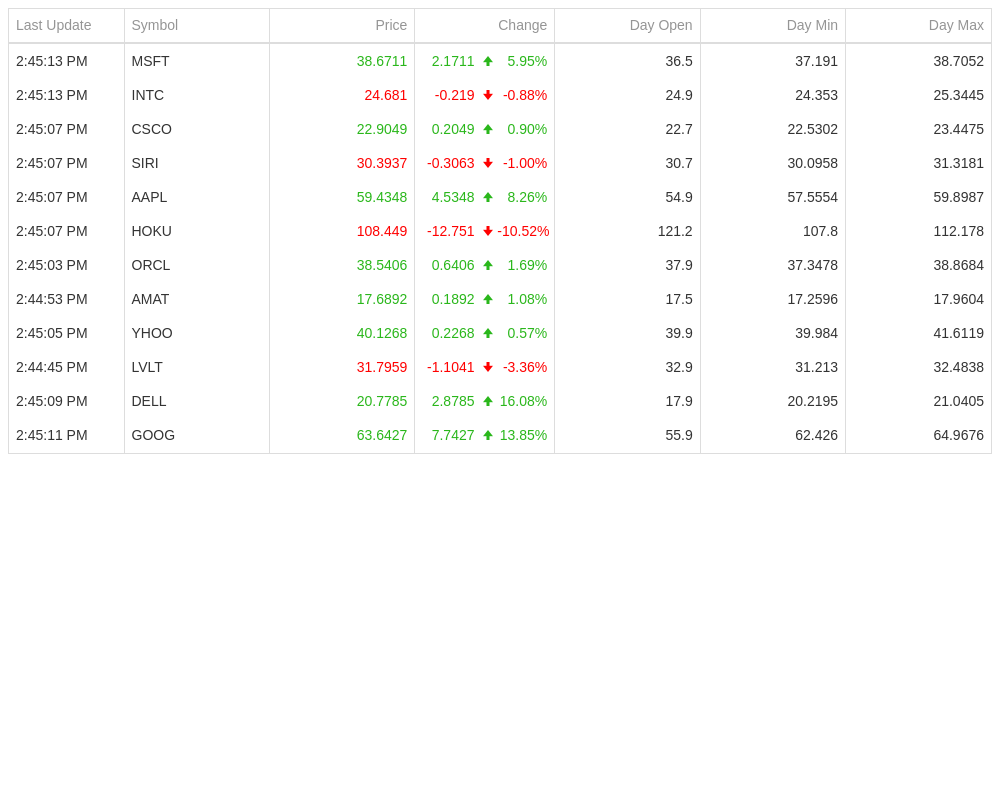 Last Update Symbol Price Change Day Open Day Min Day Max
2:45:13 PM MSFT 38.6711 2.1711 5.95% 36.5 37.191 38.7052
2:45:13 PM INTC 24.681 -0.219 -0.88% 24.9 24.353 25.3445
2:45:07 PM CSCO 22.9049 0.2049 0.90% 22.7 22.5302 23.4475
2:45:07 PM SIRI 30.3937 -0.3063 -1.00% 30.7 30.0958 31.3181
2:45:07 PM AAPL 59.4348 4.5348 8.26% 54.9 57.5554 59.8987
2:45:07 PM HOKU 108.449 -12.751 -10.52% 121.2 107.8 112.178
2:45:03 PM ORCL 38.5406 0.6406 1.69% 37.9 37.3478 38.8684
2:44:53 PM AMAT 17.6892 0.1892 1.08% 17.5 17.2596 17.9604
2:45:05 PM YHOO 40.1268 0.2268 0.57% 39.9 39.984 41.6119
2:44:45 PM LVLT 31.7959 -1.1041 -3.36% 32.9 31.213 32.4838
2:45:09 PM DELL 20.7785 2.8785 16.08% 17.9 20.2195 21.0405
2:45:11 PM GOOG 63.6427 7.7427 13.85% 55.9 62.426 64.9676